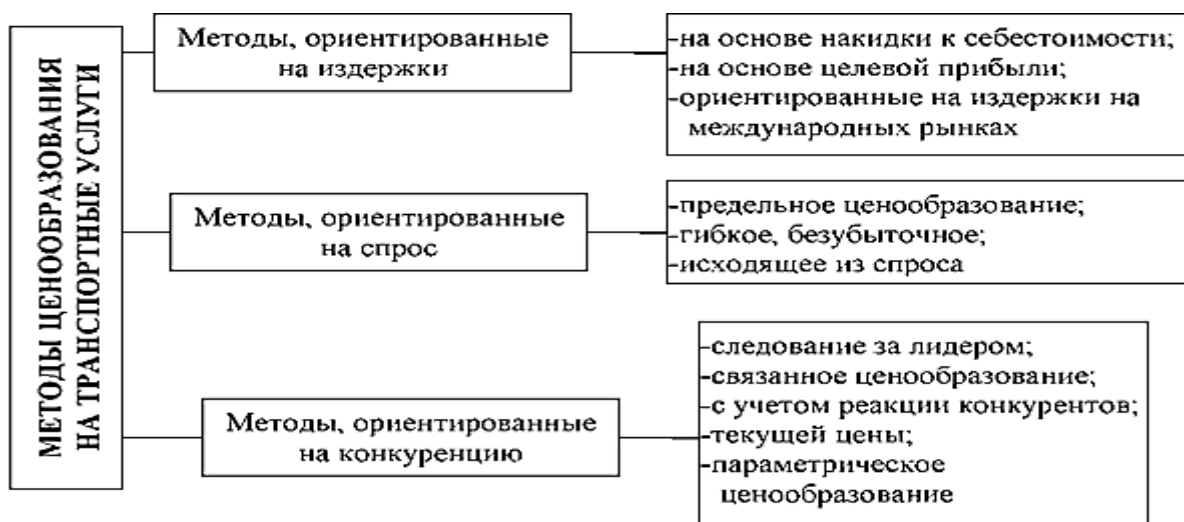 МЕТОДЫ ЦЕНООБРАЗОВАНИЯ
НА ТРАНСПОРТНЫЕ УСЛУГИ
Методы, ориентированные
на издержки
-на основе накидки к себестоимости;
-на основе целевой прибыли;
-ориентированные на издержки на
международных рынках
Методы, ориентированные
на спрос
-предельное ценообразование;
-гибкое, безубыточное;
-исходящее из спроса
Методы, ориентированные
на конкуренцию
-следование за лидером;
-связанное ценообразование;
-с учетом реакции конкурентов;
-текущей цены;
-параметрическое
ценообразование